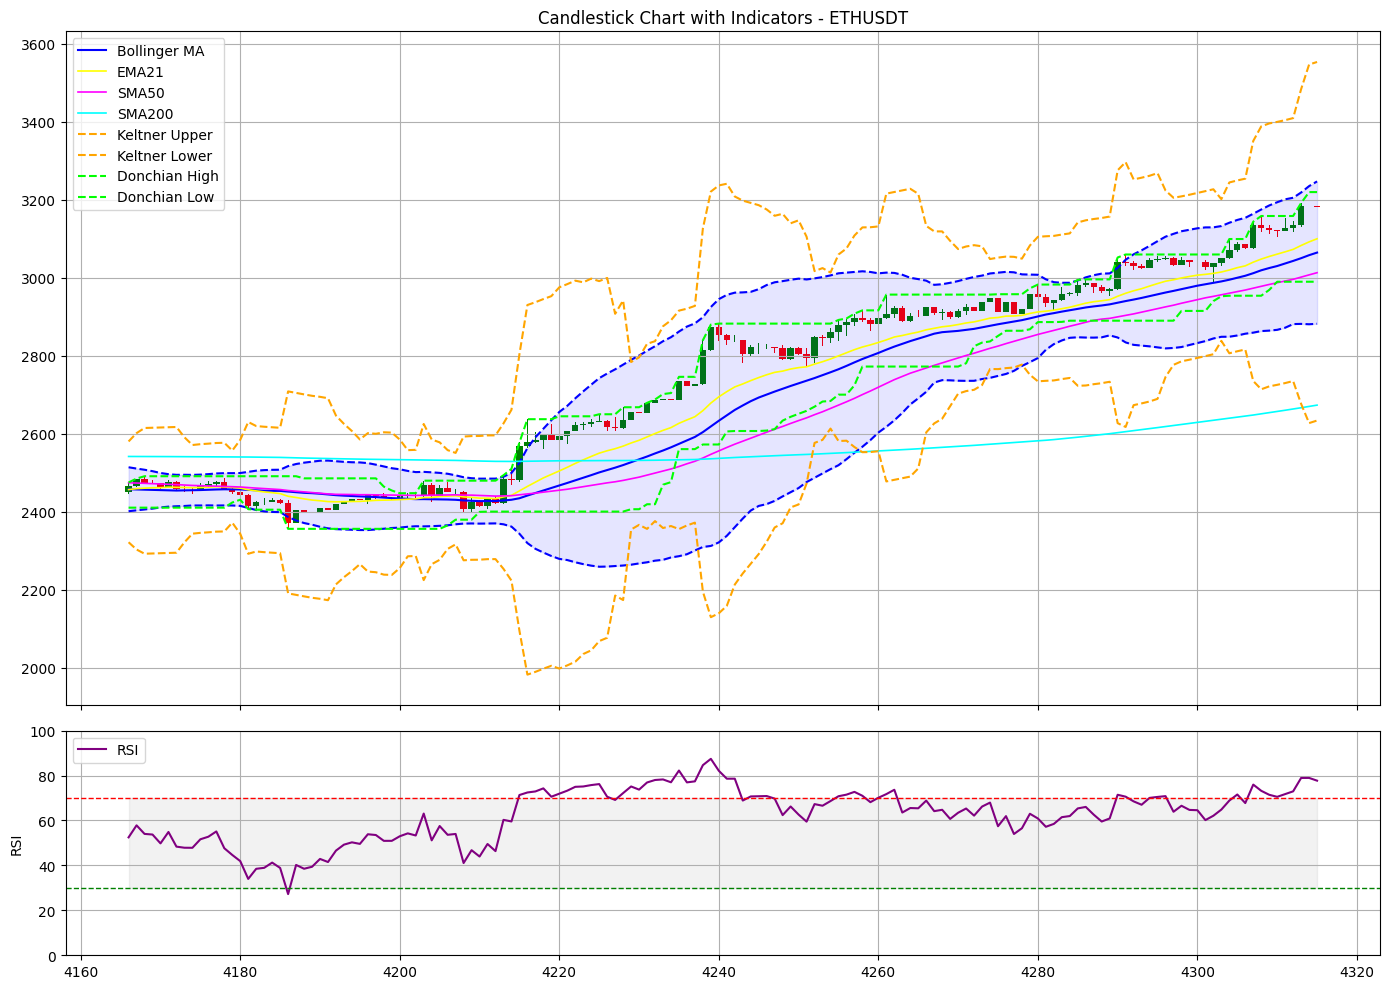 Candlestick Chart with Indicators - ETHUSDT
3600
3400
3200
3000
2800
2600
2400
2200
2000
Bollinger MA
EMA21
SMA50
SMA200
Keltner Upper
Keltner Lower
Donchian High
Donchian Low
100
80
60
40
20
0
RSI
RSI
4160
4180
4200
4220
4240
4260
4280
4300
4320